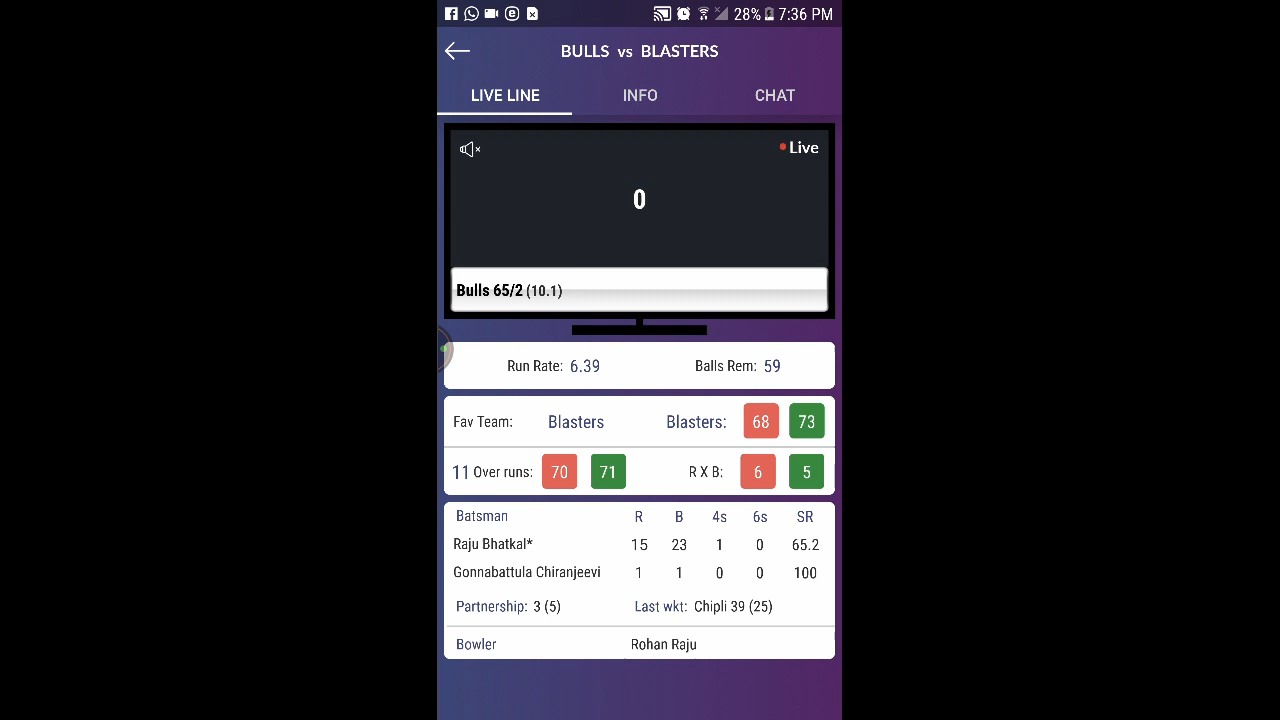 28% 7:36 PM
BULLS vs BLASTERS
LIVE LINE INFO CHAT
Live
0
Bulls 65/2 (10.1)
Run Rate: 6.39 Balls Rem: 59
Fav Team: Blasters Blasters: 68 73
11 Over runs: 70 71 R X B: 6 5
Batsman R B 4s 6s SR
Raju Bhatkal* 15 23 1 0 65.2
Gonnabattula Chiranjeevi 1 1 0 0 100
Partnership: 3 (5) Last wkt: Chipli 39 (25)
Bowler Rohan Raju